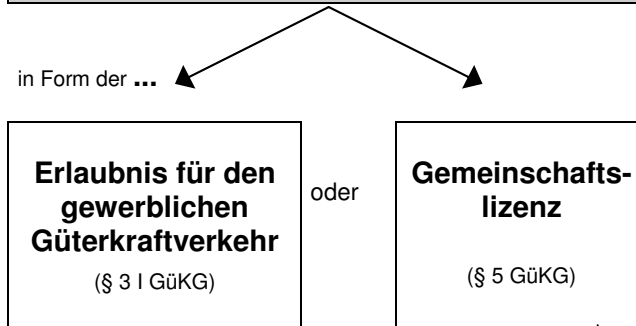 in Form der ...
Erlaubnis für den
gewerblichen
Güterkraftverkehr
(§ 3 I GüKG)
oder
Gemeinschafts-
lizenz
(§ 5 GüKG)